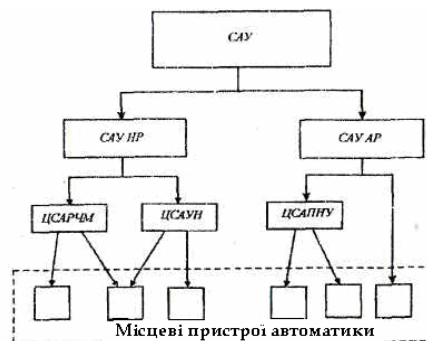 САУ
САУ НР
САУ АР
ЦСАРЧМ
ЦСАУН
ЦСАПНУ
Місцеві пристрої автоматики